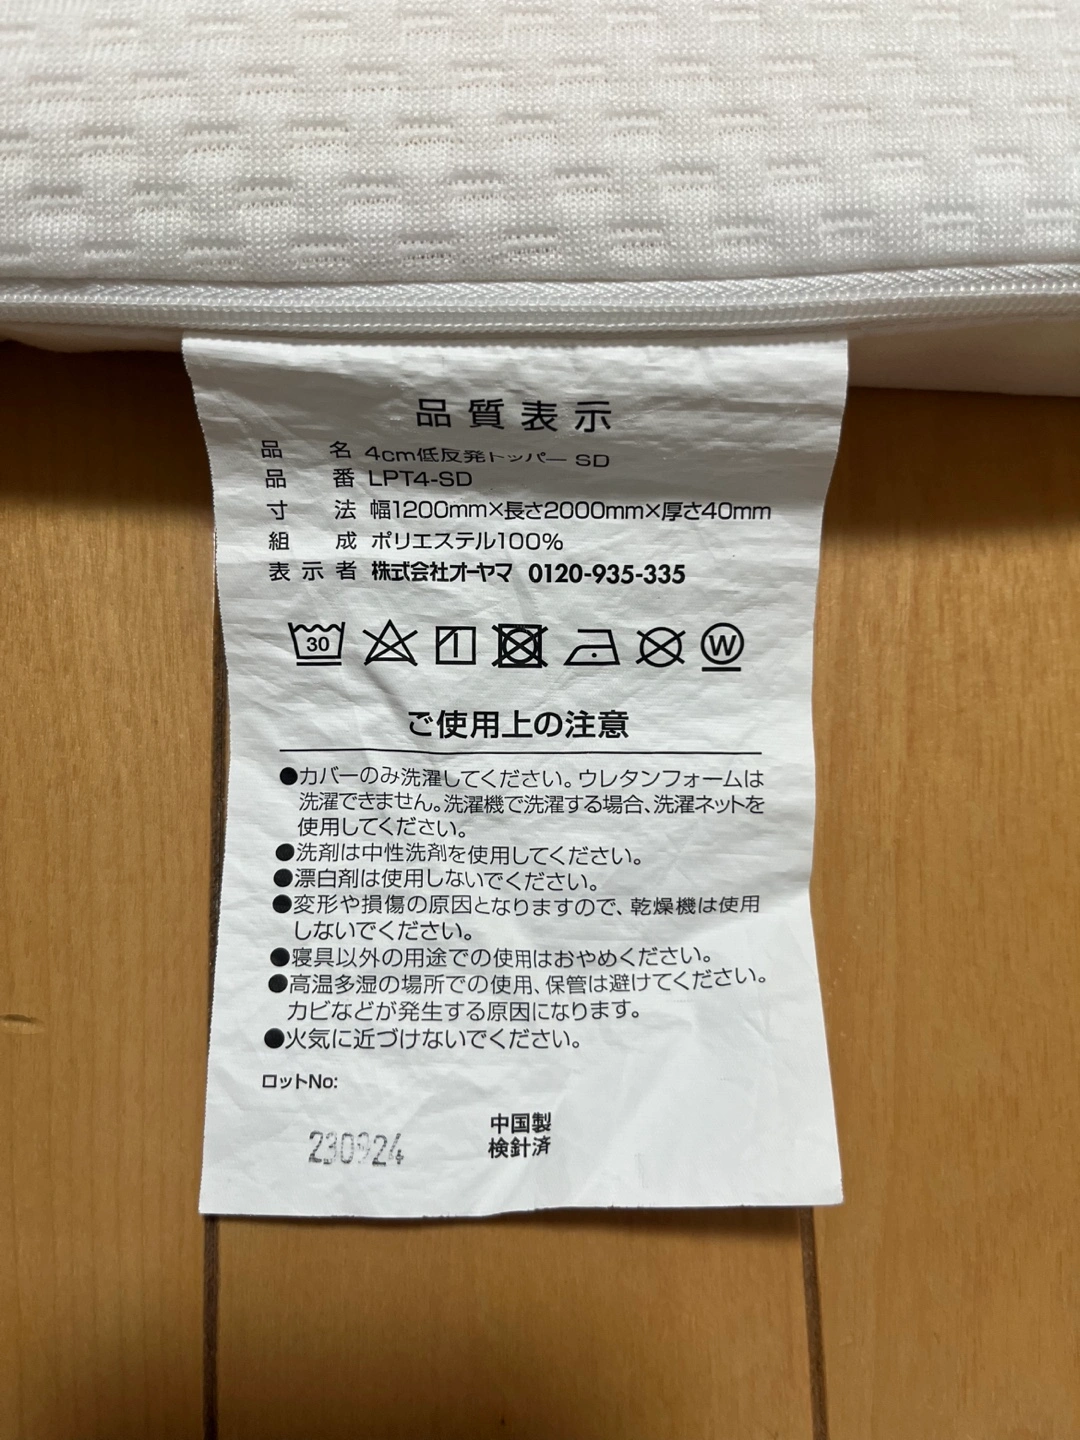 品質表示
品名 4cm低反発トッパー SD
品番 LPT4-SD
寸法 幅1200mm×長さ2000mm×厚さ40mm
組成 ポリエステル100%
表示者 株式会社オーヤマ 0120-935-335
30 W
ご使用上の注意
●カバーのみ洗濯してください。ウレタンフォームは
洗濯できません。洗濯機で洗濯する場合、洗濯ネットを
使用してください。
●洗剤は中性洗剤を使用してください。
●漂白剤は使用しないでください。
●変形や損傷の原因となりますので、乾燥機は使用
しないでください。
●寝具以外の用途での使用はおやめください。
●高温多湿の場所での使用、保管は避けてください。
カビなどが発生する原因になります。
●火気に近づけないでください。
ロットNo:
中国製
230924 検針済